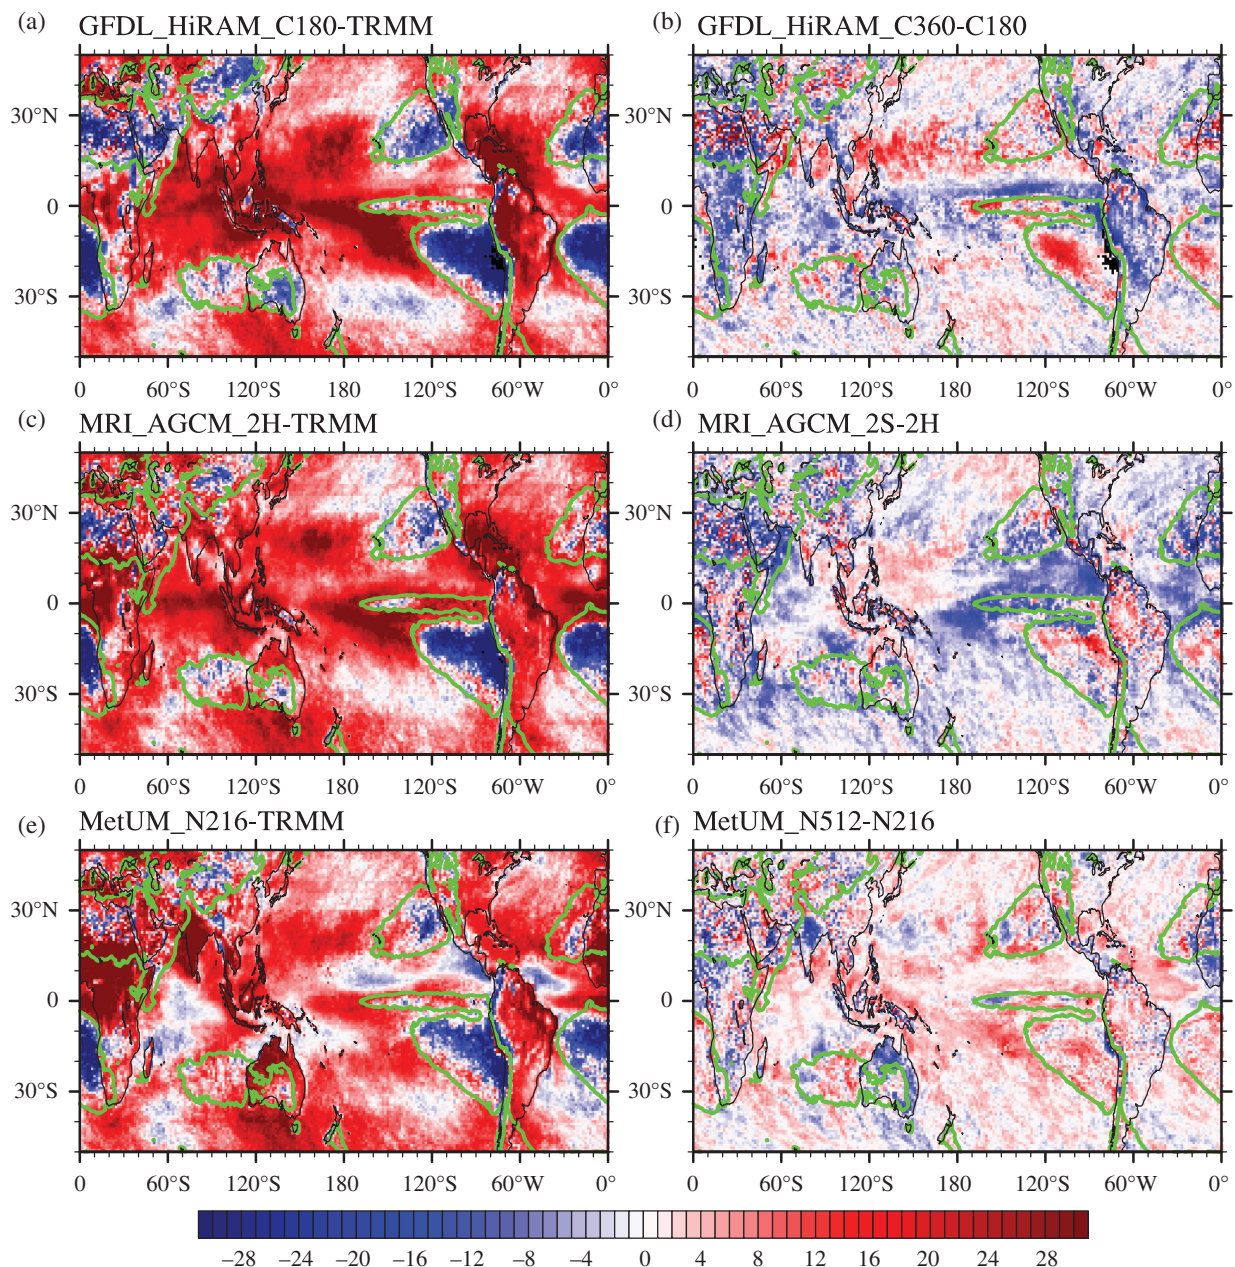 (a) GFDL_HiRAM_C180-TRMM
(b) GFDL_HiRAM_C360-C180
30°N
0
30°S
30°N
0
30°S
0 60°S 120°S 180 120°S 60°W 0°
0 60°S 120°S 180 120°S 60°W 0°
(c) MRI_AGCM_2H-TRMM
(d) MRI_AGCM_2S-2H
30°N
0
30°S
30°N
0
30°S
0 60°S 120°S 180 120°S 60°W 0°
0 60°S 120°S 180 120°S 60°W 0°
(e) MetUM_N216-TRMM
(f) MetUM_N512-N216
30°N
0
30°S
30°N
0
30°S
0 60°S 120°S 180 120°S 60°W 0°
0 60°S 120°S 180 120°S 60°W 0°
−28 −24 −20 −16 −12 −8 −4 0 4 8 12 16 20 24 28